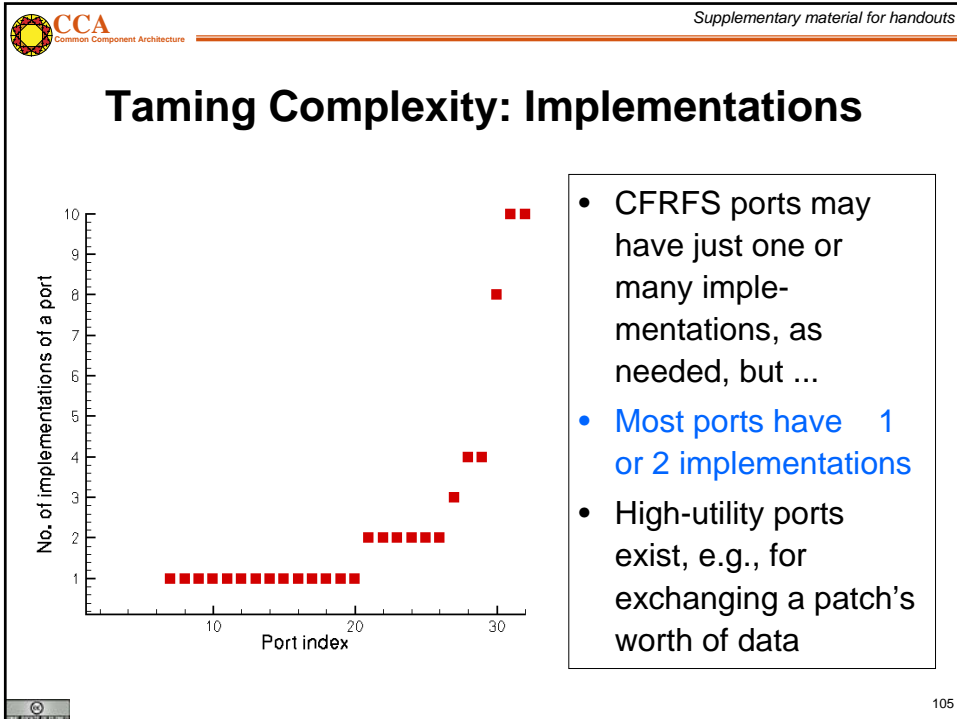 Supplementary material for handouts
CCA
Common Component Architecture
Taming Complexity: Implementations
No. of implementations of a port
10
9
8
7
6
5
4
3
2
1
10
20
30
Port index
• CFRFS ports may
have just one or
many imple-
mentations, as
needed, but ...
• Most ports have 1
or 2 implementations
• High-utility ports
exist, e.g., for
exchanging a patch's
worth of data
cc
105